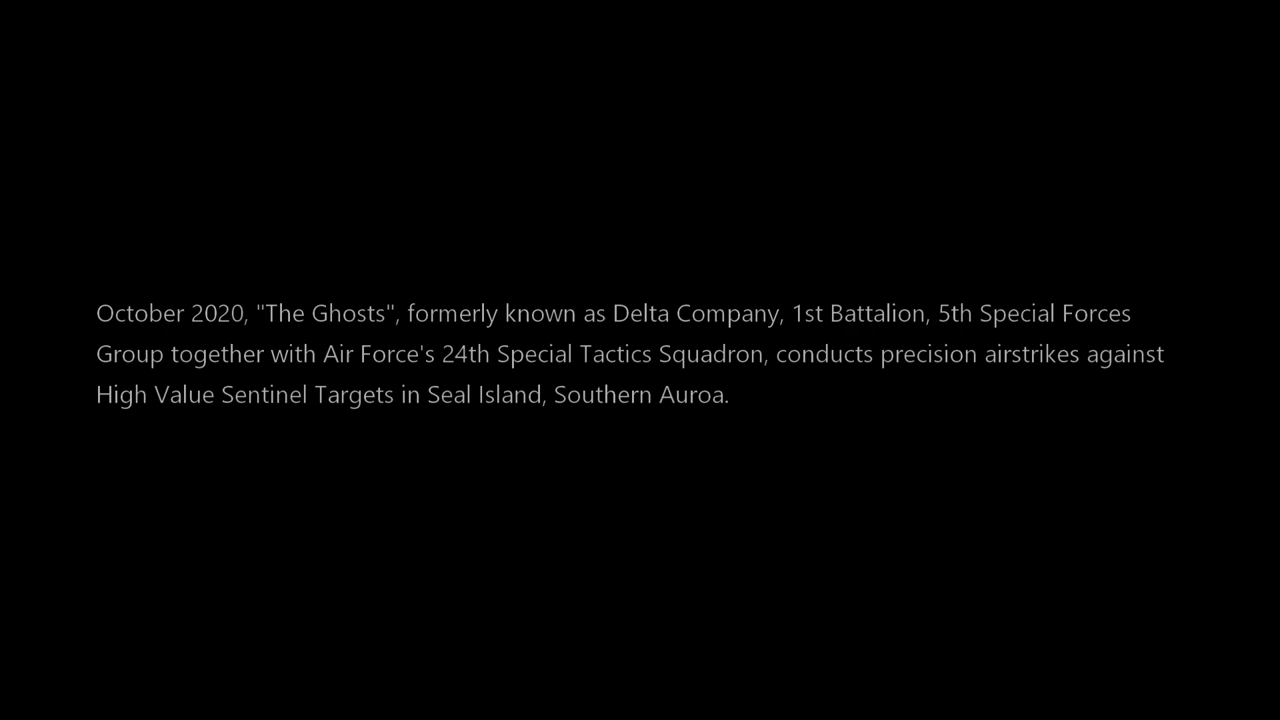 October 2020, "The Ghosts", formerly known as Delta Company, 1st Battalion, 5th Special Forces
Group together with Air Force's 24th Special Tactics Squadron, conducts precision airstrikes against
High Value Sentinel Targets in Seal Island, Southern Auroa.